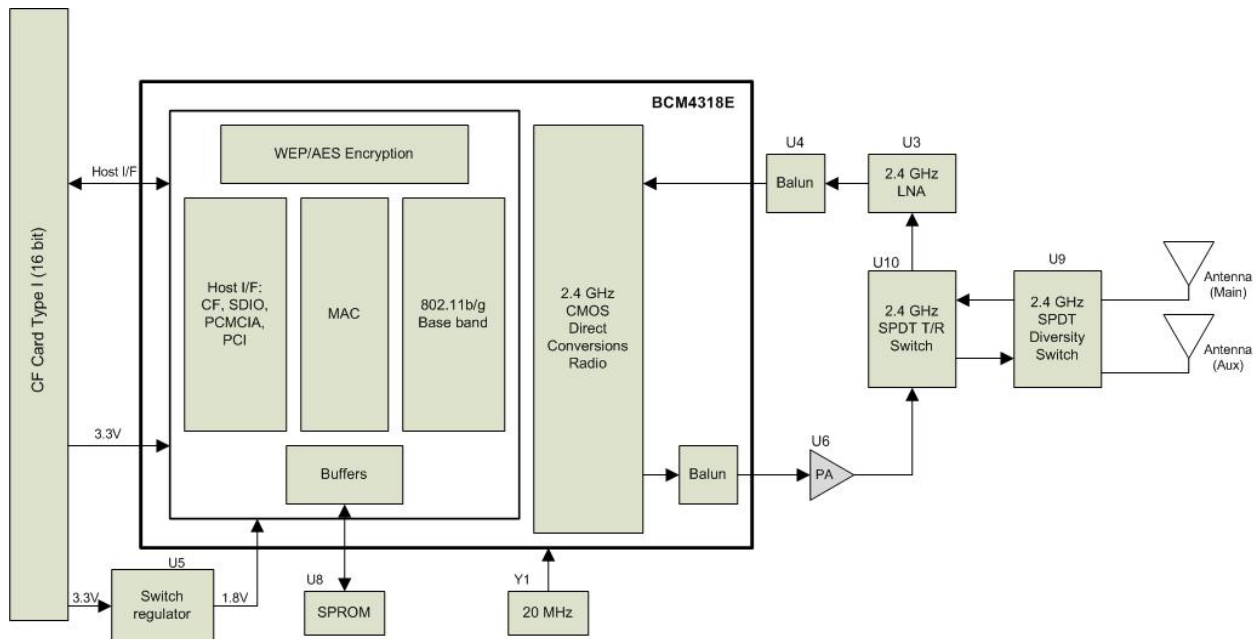 CF Card Type I (16 bit)
Host I/F
3.3V
3.3V
BCM4318E
WEP/AES Encryption
Host I/F:
CF, SDIO,
PCMCIA,
PCI
MAC
802.11b/g
Base band
Buffers
2.4 GHz
CMOS
Direct
Conversions
Radio
Balun
U4
Balun
U3
2.4 GHz
LNA
U10
2.4 GHz
SPDT T/R
Switch
U9
2.4 GHz
SPDT
Diversity
Switch
Antenna
(Main)
Antenna
(Aux)
U6
PA
U5
Switch
regulator
1.8V
U8
SPROM
Y1
20 MHz